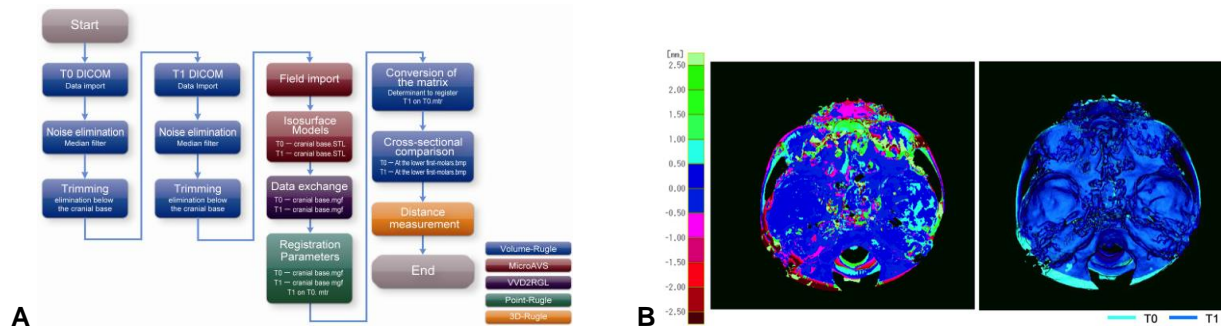 Start
T0 DICOM
Data import
Noise elimination
Median filter
Trimming
elimination below
the cranial base
T1 DICOM
Data Import
Noise elimination
Median filter
Trimming
elimination below
the cranial base
Field import
Isosurface
Models
T0 — cranial base.STL
T1 — cranial base.STL
Data exchange
T0 — cranial base.mgf
T1 — cranial base.mgf
Registration
Parameters
T0 — cranial base.mgf
T1 — cranial base.mgf
T1 on T0. mtr
Conversion of
the matrix
Determinant to register
T1 on T0.mtr
Cross-sectional
comparison
T0 — At the lower first-molars.bmp
T1 — At the lower first-molars.bmp
Distance
measurement
End
Volume-Rugle
MicroAVS
VVD2RGL
Point-Rugle
3D-Rugle
A
[mm]
2.50
2.00
1.50
1.00
0.50
0.00
-0.50
-1.00
-1.50
-2.00
-2.50
T0 T1
B